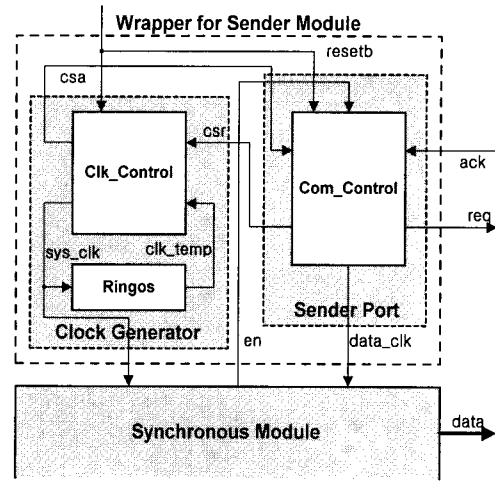 Wrapper for Sender Module
resetb
csa
csr
Clk_Control
Com_Control
ack
req
sys_clk
clk_temp
Ringos
Sender Port
Clock Generator
en
data_clk
Synchronous Module
data